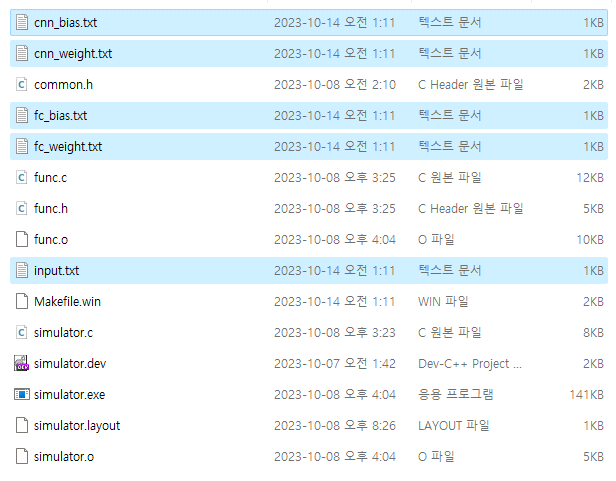 cnn_bias.txt 2023-10-14 오전 1:11 텍스트 문서 1KB
cnn_weight.txt 2023-10-14 오전 1:11 텍스트 문서 1KB
common.h 2023-10-08 오전 2:10 C Header 원본 파일 2KB
fc_bias.txt 2023-10-14 오전 1:11 텍스트 문서 1KB
fc_weight.txt 2023-10-14 오전 1:11 텍스트 문서 1KB
func.c 2023-10-08 오후 3:25 C 원본 파일 12KB
func.h 2023-10-08 오후 3:25 C Header 원본 파일 5KB
func.o 2023-10-08 오후 4:04 O 파일 10KB
input.txt 2023-10-14 오전 1:11 텍스트 문서 1KB
Makefile.win 2023-10-14 오전 1:11 WIN 파일 2KB
simulator.c 2023-10-08 오후 3:23 C 원본 파일 8KB
simulator.dev 2023-10-07 오전 1:42 Dev-C++ Project ... 2KB
simulator.exe 2023-10-08 오후 4:04 응용 프로그램 141KB
simulator.layout 2023-10-08 오후 8:26 LAYOUT 파일 1KB
simulator.o 2023-10-08 오후 4:04 O 파일 5KB